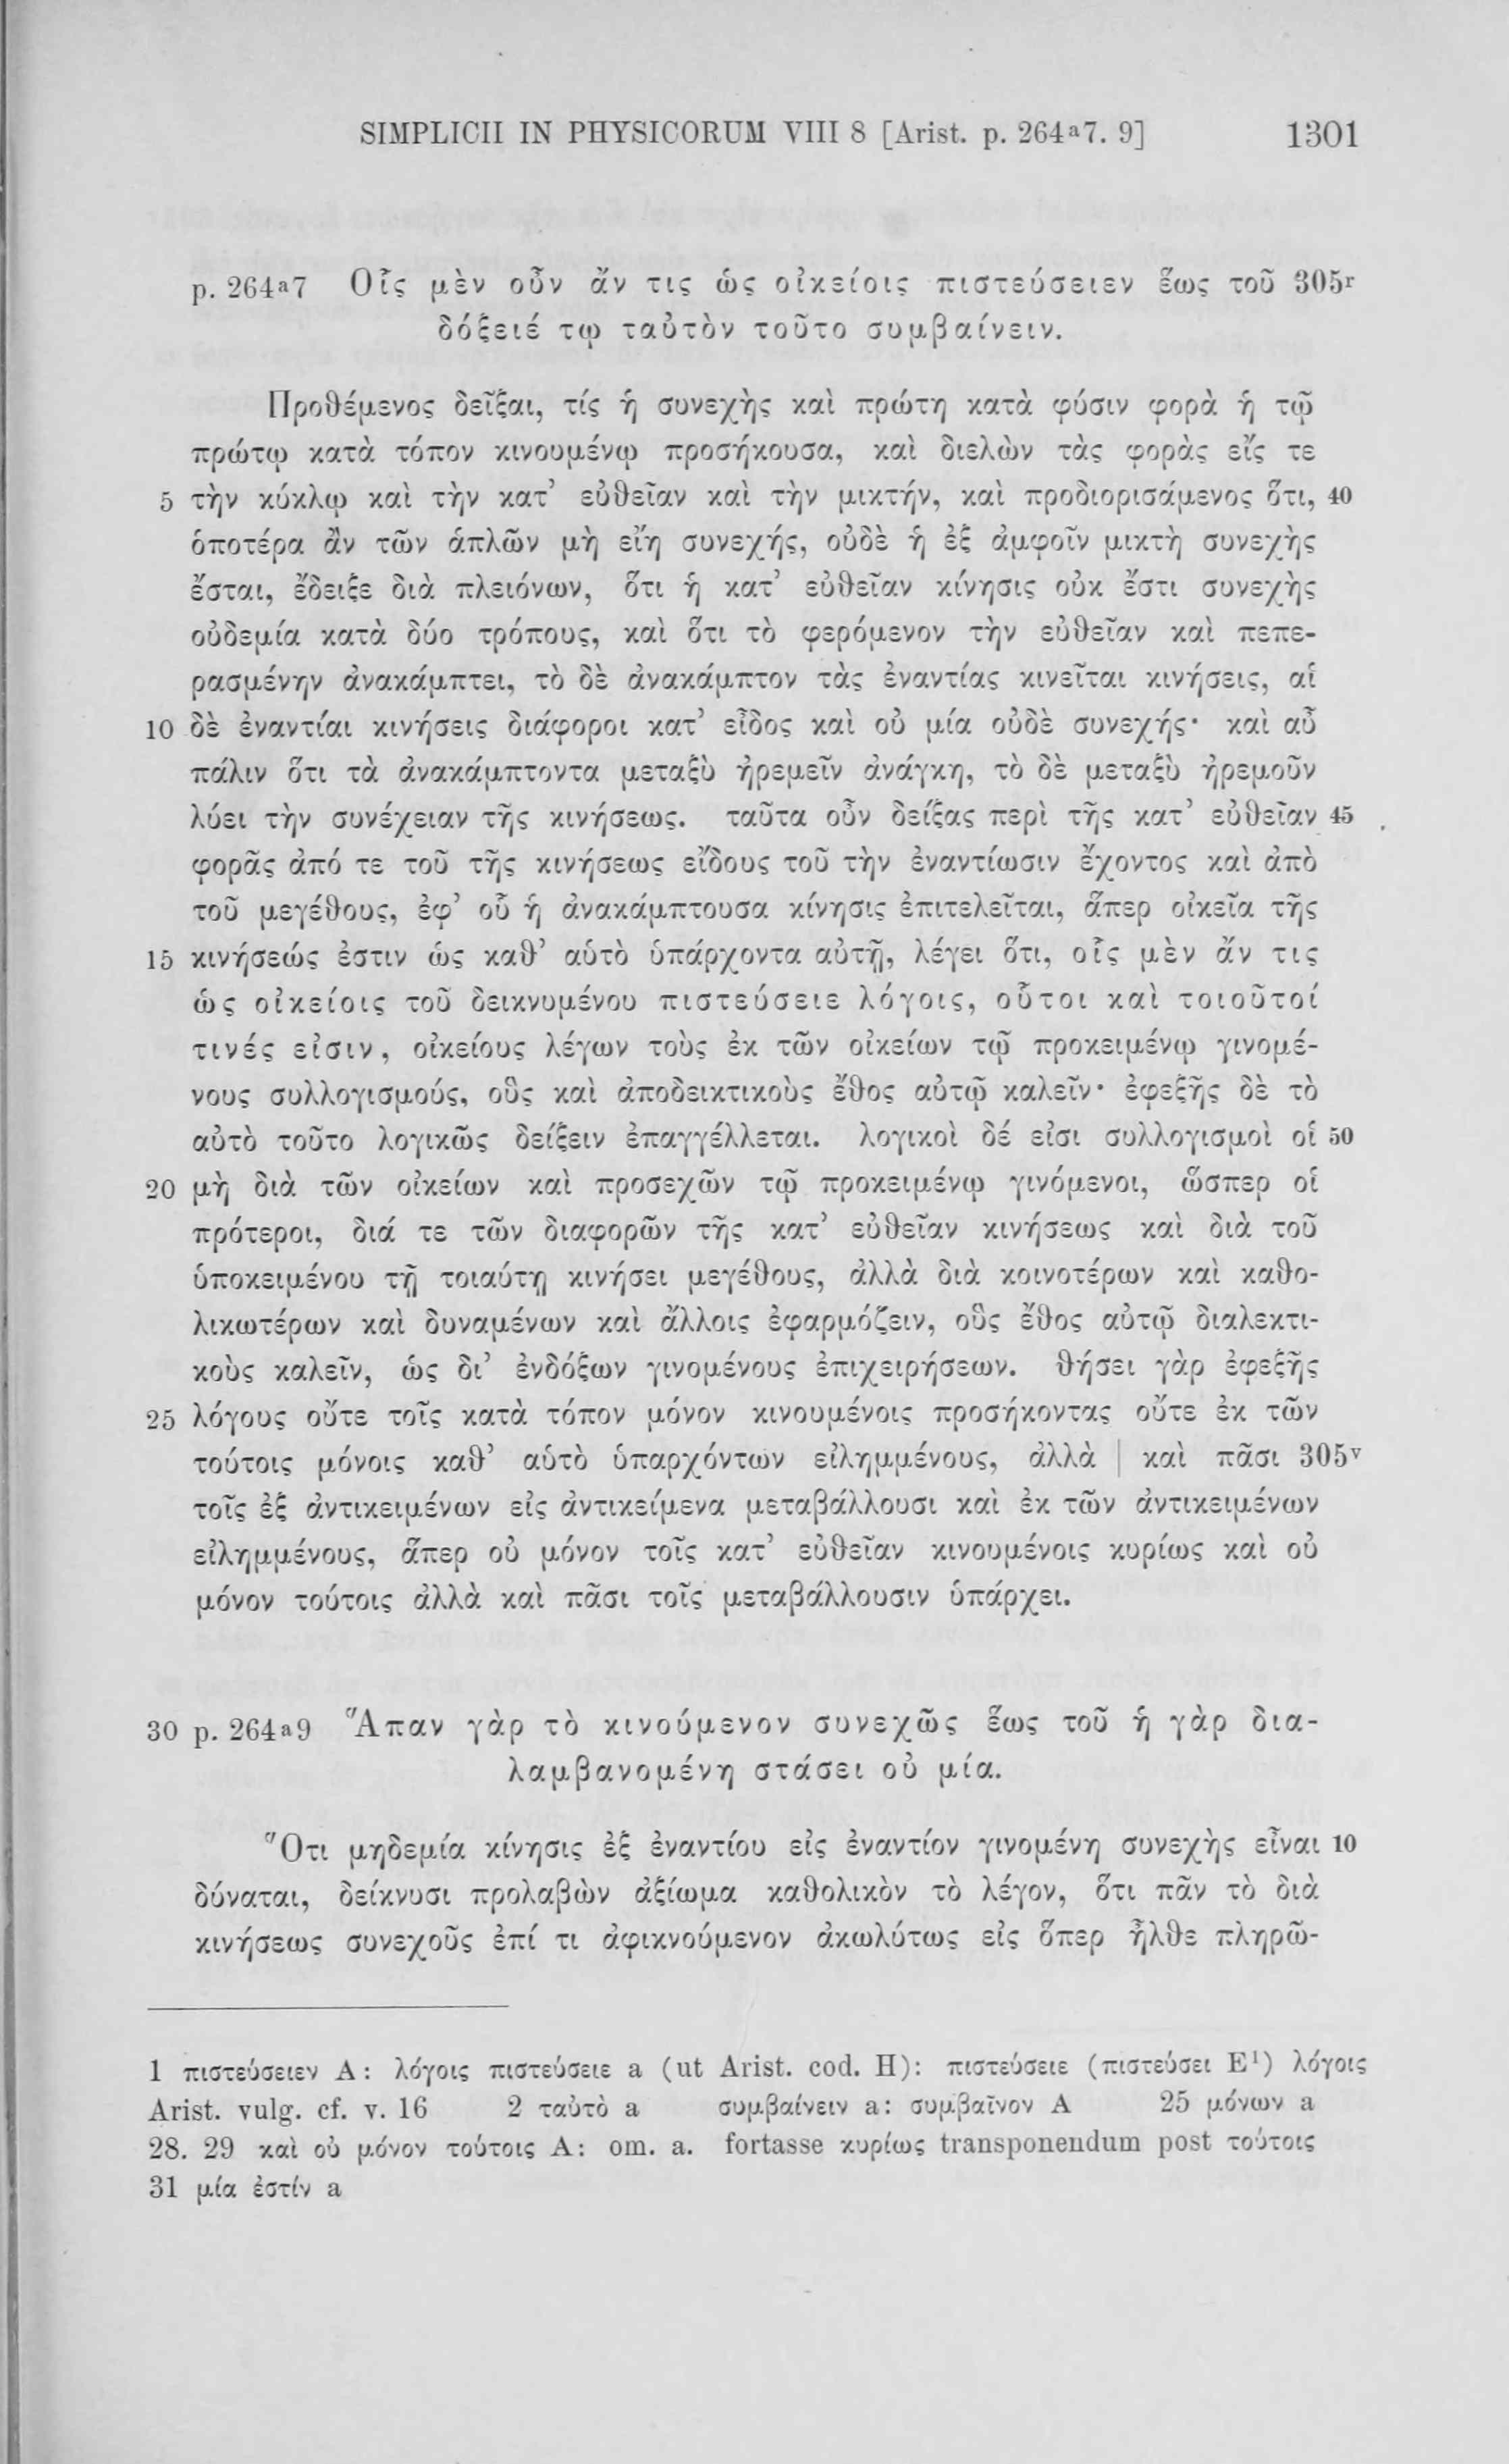 SIMPLICII IN PHYSICORUM VIII 8 [Arist. p. 264a7. 9] 1301
p. 264a7 Οἷς μὲν οὖν ἄν τις ὡς οἰκείοις πιστεύσειεν ἕως τοῦ 305r
δόξειέ τῳ ταὐτὸν τοῦτο συμβαίνειν.
Προθέμενος δεῖξαι, τίς ἡ συνεχὴς καὶ πρώτη κατὰ φύσιν φορὰ ἡ τῷ
πρώτῳ κατὰ τόπον κινουμένῳ προσήκουσα, καὶ διελὼν τὰς φορὰς εἴς τε
5 τὴν κύκλῳ καὶ τὴν κατ’ εὐθεῖαν καὶ τὴν μικτήν, καὶ προδιορισάμενος ὅτι, 40
ὁποτέρα ἂν τῶν ἁπλῶν μὴ εἴη συνεχής, οὐδὲ ἡ ἐξ ἀμφοῖν μικτὴ συνεχὴς
ἔσται, ἔδειξε διὰ πλειόνων, ὅτι ἡ κατ’ εὐθεῖαν κίνησις οὐκ ἔστι συνεχὴς
οὐδεμία κατὰ δύο τρόπους, καὶ ὅτι τὸ φερόμενον τὴν εὐθεῖαν καὶ πεπε-
ρασμένην ἀνακάμπτει, τὸ δὲ ἀνακάμπτον τὰς ἐναντίας κινεῖται κινήσεις, αἱ
10 δὲ ἐναντίαι κινήσεις διάφοροι κατ’ εἶδος καὶ οὐ μία οὐδὲ συνεχής· καὶ αὖ
πάλιν ὅτι τὰ ἀνακάμπτοντα μεταξὺ ἠρεμεῖν ἀνάγκη, τὸ δὲ μεταξὺ ἠρεμοῦν
λύει τὴν συνέχειαν τῆς κινήσεως. ταῦτα οὖν δείξας περὶ τῆς κατ’ εὐθεῖαν 45
φορᾶς ἀπό τε τοῦ τῆς κινήσεως εἴδους τοῦ τὴν ἐναντίωσιν ἔχοντος καὶ ἀπὸ
τοῦ μεγέθους, ἐφ’ οὗ ἡ ἀνακάμπτουσα κίνησις ἐπιτελεῖται, ἅπερ οἰκεῖα τῆς
15 κινήσεώς ἐστιν ὡς καθ’ αὑτὸ ὑπάρχοντα αὐτῇ, λέγει ὅτι, οἷς μὲν ἄν τις
ὡς οἰκείοις τοῦ δεικνυμένου πιστεύσειε λόγοις, οὗτοι καὶ τοιοῦτοί
τινές εἰσιν, οἰκείους λέγων τοὺς ἐκ τῶν οἰκείων τῷ προκειμένῳ γινομέ-
νους συλλογισμούς, οὓς καὶ ἀποδεικτικοὺς ἔθος αὐτῷ καλεῖν· ἐφεξῆς δὲ τὸ
αὐτὸ τοῦτο λογικῶς δείξειν ἐπαγγέλλεται. λογικοὶ δέ εἰσι συλλογισμοὶ οἱ 50
20 μὴ διὰ τῶν οἰκείων καὶ προσεχῶν τῷ προκειμένῳ γινόμενοι, ὥσπερ οἱ
πρότεροι, διά τε τῶν διαφορῶν τῆς κατ’ εὐθεῖαν κινήσεως καὶ διὰ τοῦ
ὑποκειμένου τῇ τοιαύτῃ κινήσει μεγέθους, ἀλλὰ διὰ κοινοτέρων καὶ καθο-
λικωτέρων καὶ δυναμένων καὶ ἄλλοις ἐφαρμόζειν, οὓς ἔθος αὐτῷ διαλεκτι-
κοὺς καλεῖν, ὡς δι’ ἐνδόξων γινομένους ἐπιχειρήσεων. θήσει γὰρ ἐφεξῆς
25 λόγους οὔτε τοῖς κατὰ τόπον μόνον κινουμένοις προσήκοντας οὔτε ἐκ τῶν
τούτοις μόνοις καθ’ αὑτὸ ὑπαρχόντων εἰλημμένους, ἀλλὰ | καὶ πᾶσι 305v
τοῖς ἐξ ἀντικειμένων εἰς ἀντικείμενα μεταβάλλουσι καὶ ἐκ τῶν ἀντικειμένων
εἰλημμένους, ἅπερ οὐ μόνον τοῖς κατ’ εὐθεῖαν κινουμένοις κυρίως καὶ οὐ
μόνον τούτοις ἀλλὰ καὶ πᾶσι τοῖς μεταβάλλουσιν ὑπάρχει.
30 p. 264a9 Ἅπαν γὰρ τὸ κινούμενον συνεχῶς ἕως τοῦ ἡ γὰρ δια-
λαμβανομένη στάσει οὐ μία.
Ὅτι μηδεμία κίνησις ἐξ ἐναντίου εἰς ἐναντίον γινομένη συνεχὴς εἶναι 10
δύναται, δείκνυσι προλαβὼν ἀξίωμα καθολικὸν τὸ λέγον, ὅτι πᾶν τὸ διὰ
κινήσεως συνεχοῦς ἐπί τι ἀφικνούμενον ἀκωλύτως εἰς ὅπερ ἦλθε πληρῶ-
1 πιστεύσειεν A: λόγοις πιστεύσειε a (ut Arist. cod. H): πιστεύσειε (πιστεύσει E1) λόγοις
Arist. vulg. cf. v. 16 2 ταὐτὸ a συμβαίνειν a: συμβαῖνον A 25 μόνων a
28. 29 καὶ οὐ μόνον τούτοις A: om. a. fortasse κυρίως transponendum post τούτοις
31 μία ἐστίν a